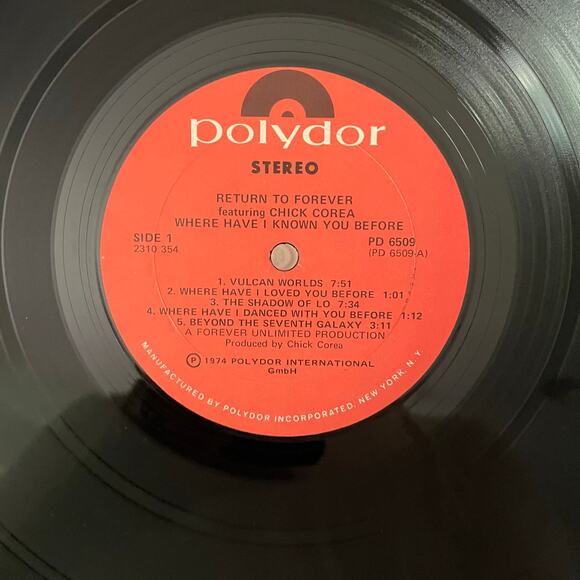 polydor
STEREO
RETURN TO FOREVER
featuring CHICK COREA
WHERE HAVE I KNOWN YOU BEFORE
SIDE 1 PD 6509
2310 354 (PD 6509-A)
1. VULCAN WORLDS 7:51
2. WHERE HAVE I LOVED YOU BEFORE 1:01
3. THE SHADOW OF LO 7:34
4. WHERE HAVE I DANCED WITH YOU BEFORE 1:12
5. BEYOND THE SEVENTH GALAXY 3:11
A FOREVER UNLIMITED PRODUCTION
Produced by Chick Corea
Ⓟ 1974 POLYDOR INTERNATIONAL
GmbH
MANUFACTURED BY POLYDOR INCORPORATED, NEW YORK, N. Y.